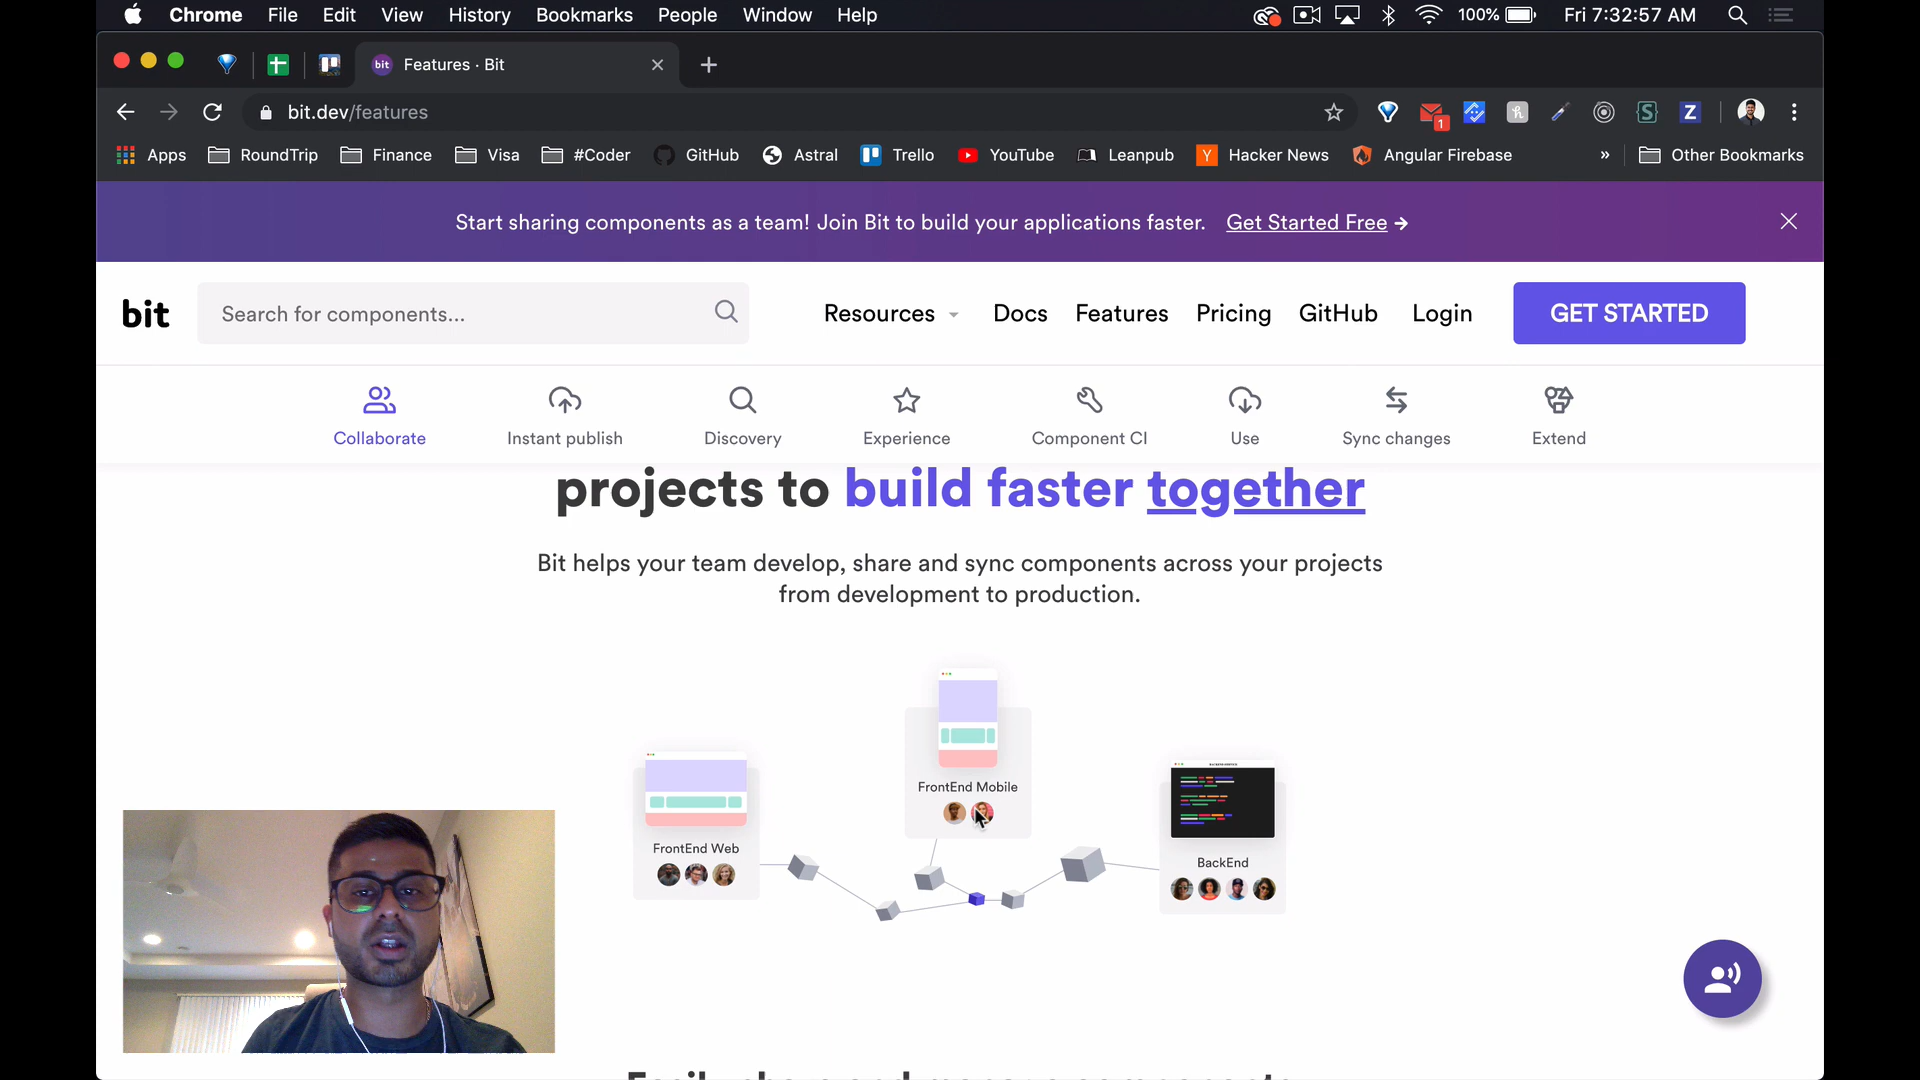 Chrome File Edit View History Bookmarks People Window Help 100% Fri 7:32:57 AM
bit Features · Bit
bit.dev/features
1
Apps RoundTrip Finance Visa #Coder GitHub Astral Trello YouTube Leanpub Hacker News Angular Firebase » Other Bookmarks
Start sharing components as a team! Join Bit to build your applications faster. Get Started Free →
bit Search for components... Resources Docs Features Pricing GitHub Login GET STARTED
Collaborate Instant publish Discovery Experience Component CI Use Sync changes Extend
projects to build faster together
Bit helps your team develop, share and sync components across your projects
from development to production.
FrontEnd Mobile
FrontEnd Web
BackEnd